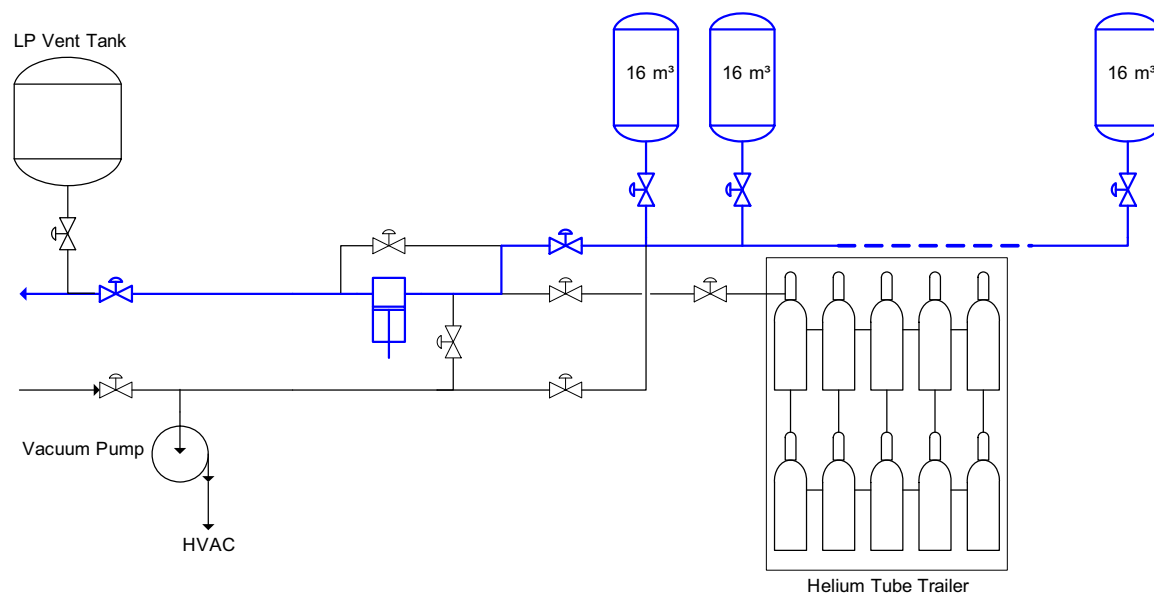 LP Vent Tank
16 m³
16 m³
16 m³
Vacuum Pump
HVAC
Helium Tube Trailer